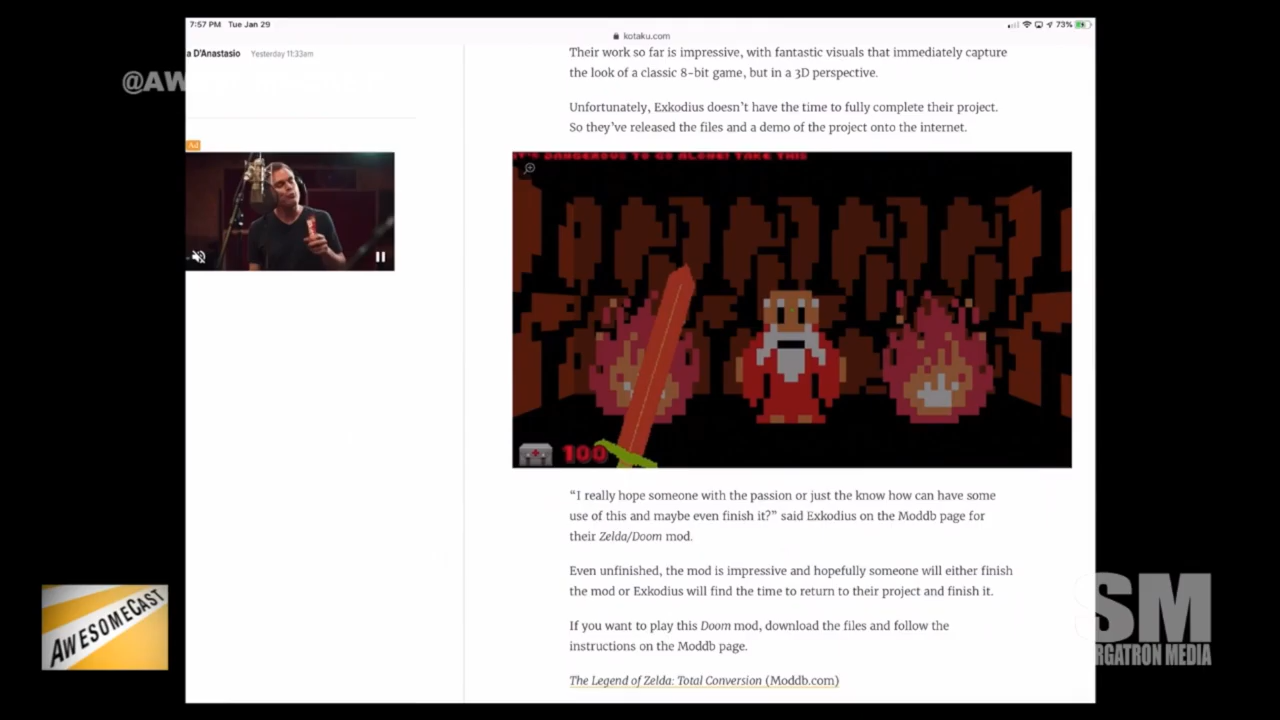 7:57 PM Tue Jan 29
73%
kotaku.com
a D'Anastasio Yesterday 11:33am
@AW
Their work so far is impressive, with fantastic visuals that immediately capture
the look of a classic 8-bit game, but in a 3D perspective.
Unfortunately, Exkodius doesn't have the time to fully complete their project.
So they've released the files and a demo of the project onto the internet.
Ad
IT'S DANGEROUS TO GO ALONE! TAKE THIS
100
“I really hope someone with the passion or just the know how can have some
use of this and maybe even finish it?” said Exkodius on the Moddb page for
their Zelda/Doom mod.
Even unfinished, the mod is impressive and hopefully someone will either finish
the mod or Exkodius will find the time to return to their project and finish it.
If you want to play this Doom mod, download the files and follow the
instructions on the Moddb page.
The Legend of Zelda: Total Conversion (Moddb.com)
AWESOMECAST
SM
RGATRON MEDIA